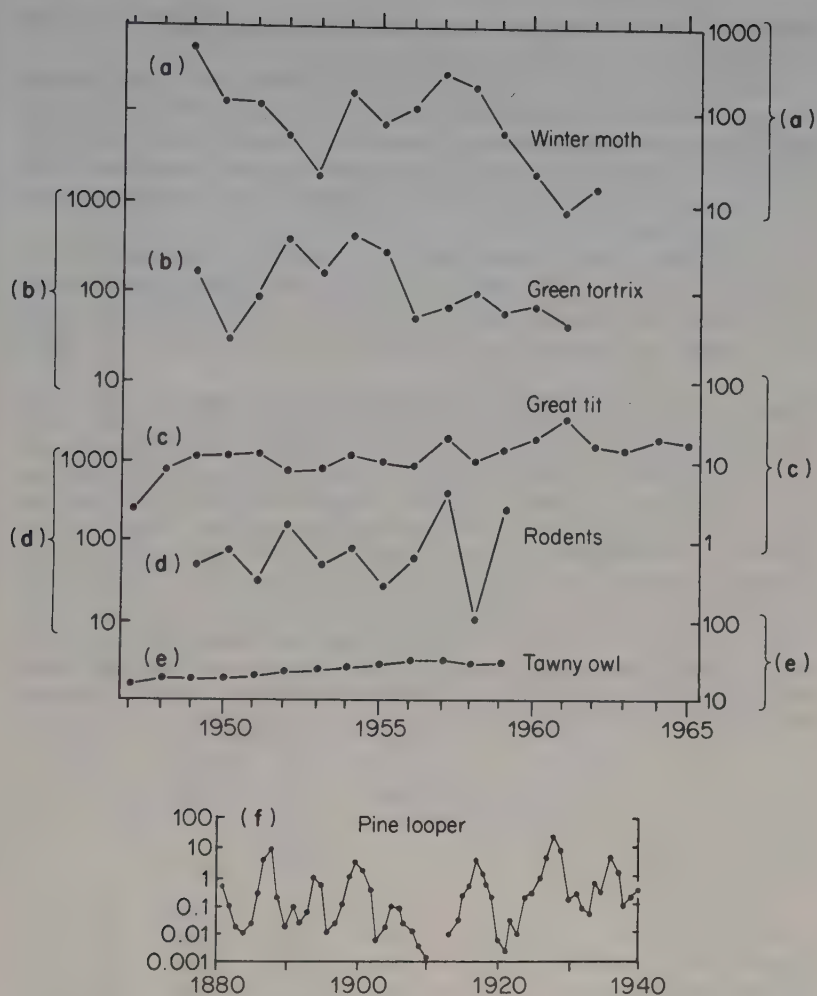 1000
(a)
100
(a)
Winter moth
1000
10
(b)
(b)
100
Green tortrix
10
100
Great tit
(c)
1000
10
(c)
(d)
100
Rodents
1
(d)
10
100
(e)
Tawny owl
(e)
10
1950 1955 1960 1965
100 (f) Pine looper
10
1
0.1
0.01
0.001
1880 1900 1920 1940